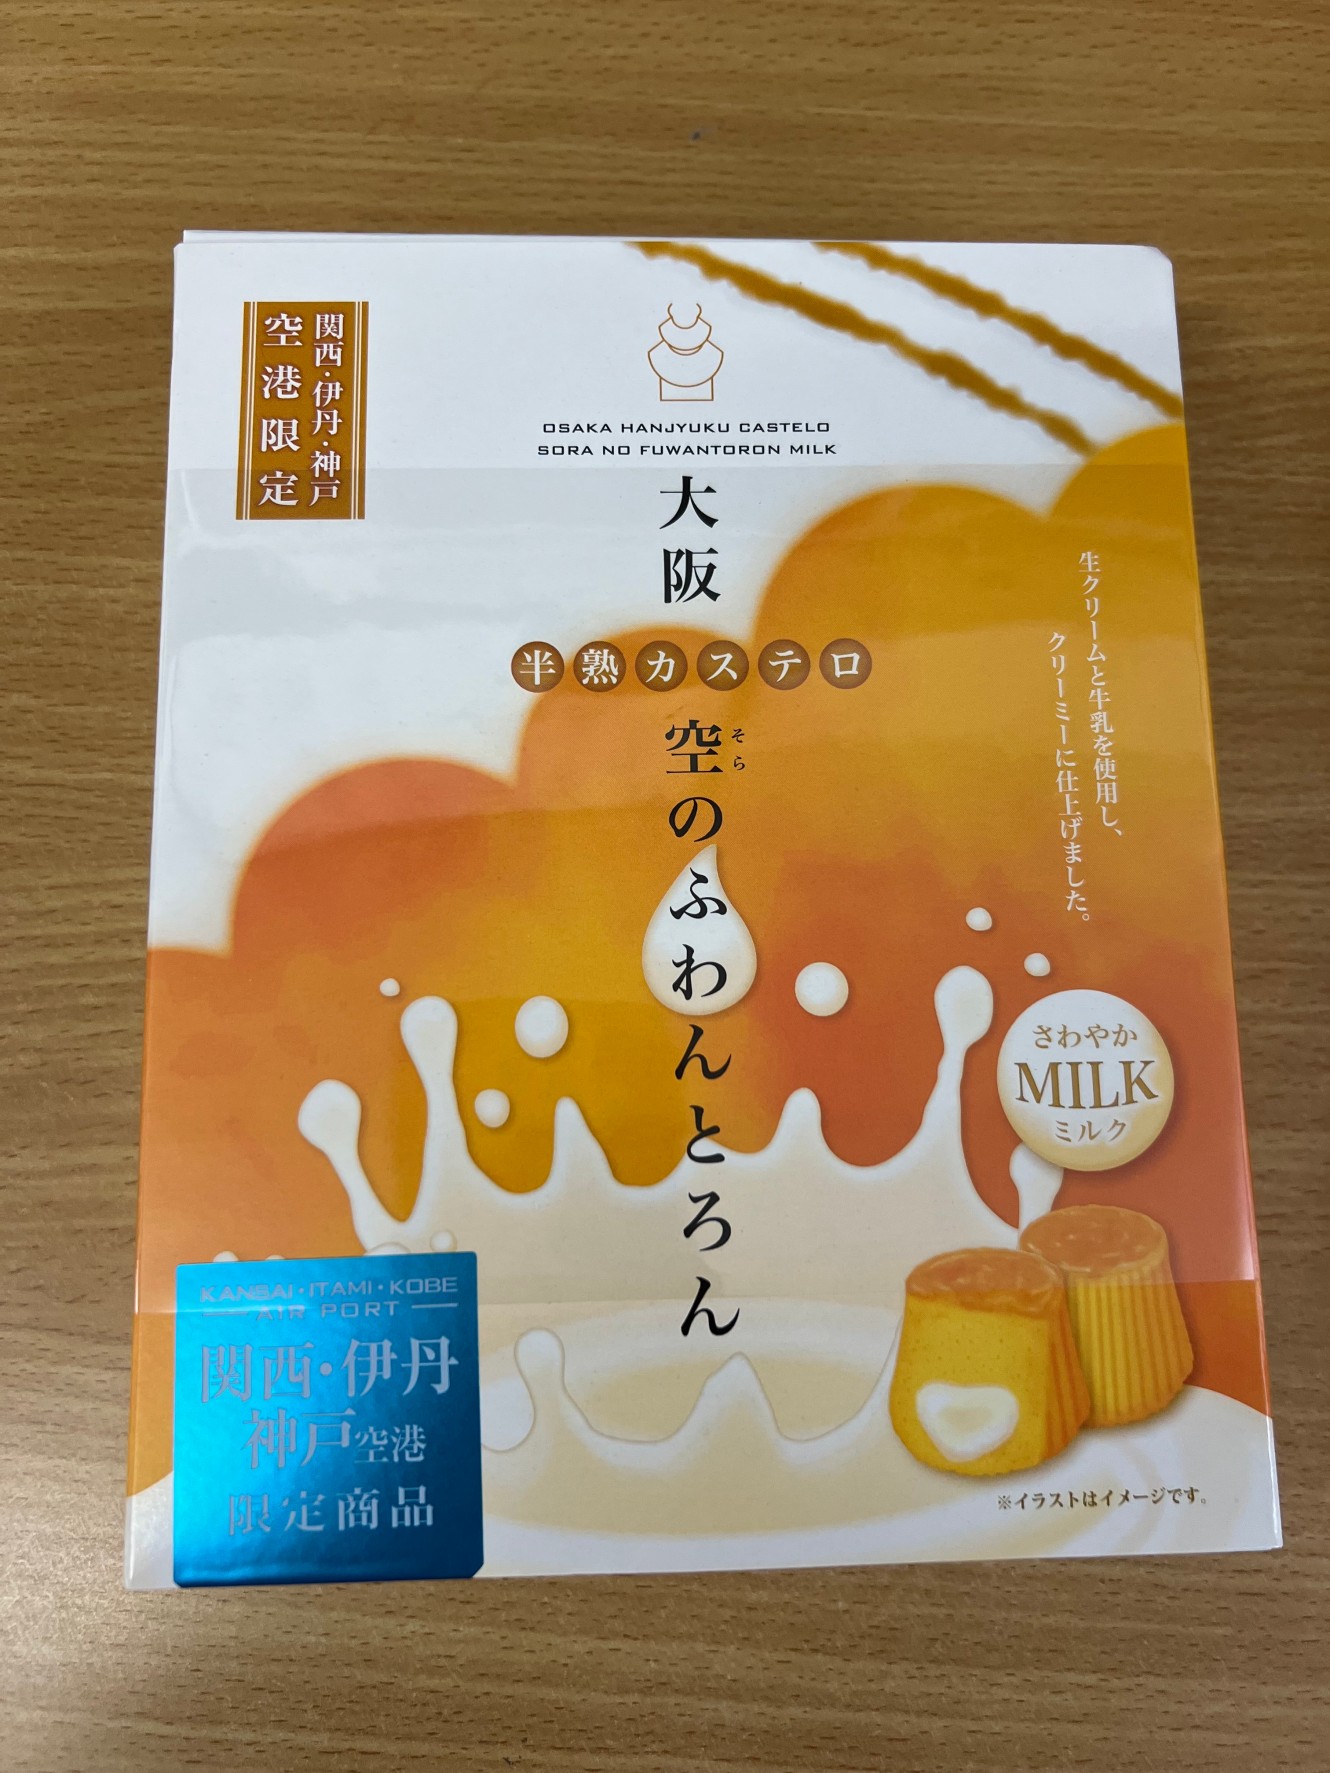 関西・伊丹・神戸
空港限定
OSAKA HANJYUKU CASTELO
SORA NO FUWANTORON MILK
大阪
半熟カステロ
空のふわんとろん
そら
生クリームと牛乳を使用し、
クリーミーに仕上げました。
さわやか
MILK
ミルク
KANSAI・ITAMI・KOBE
AIR PORT
関西・伊丹
神戸空港
限定商品
※イラストはイメージです。